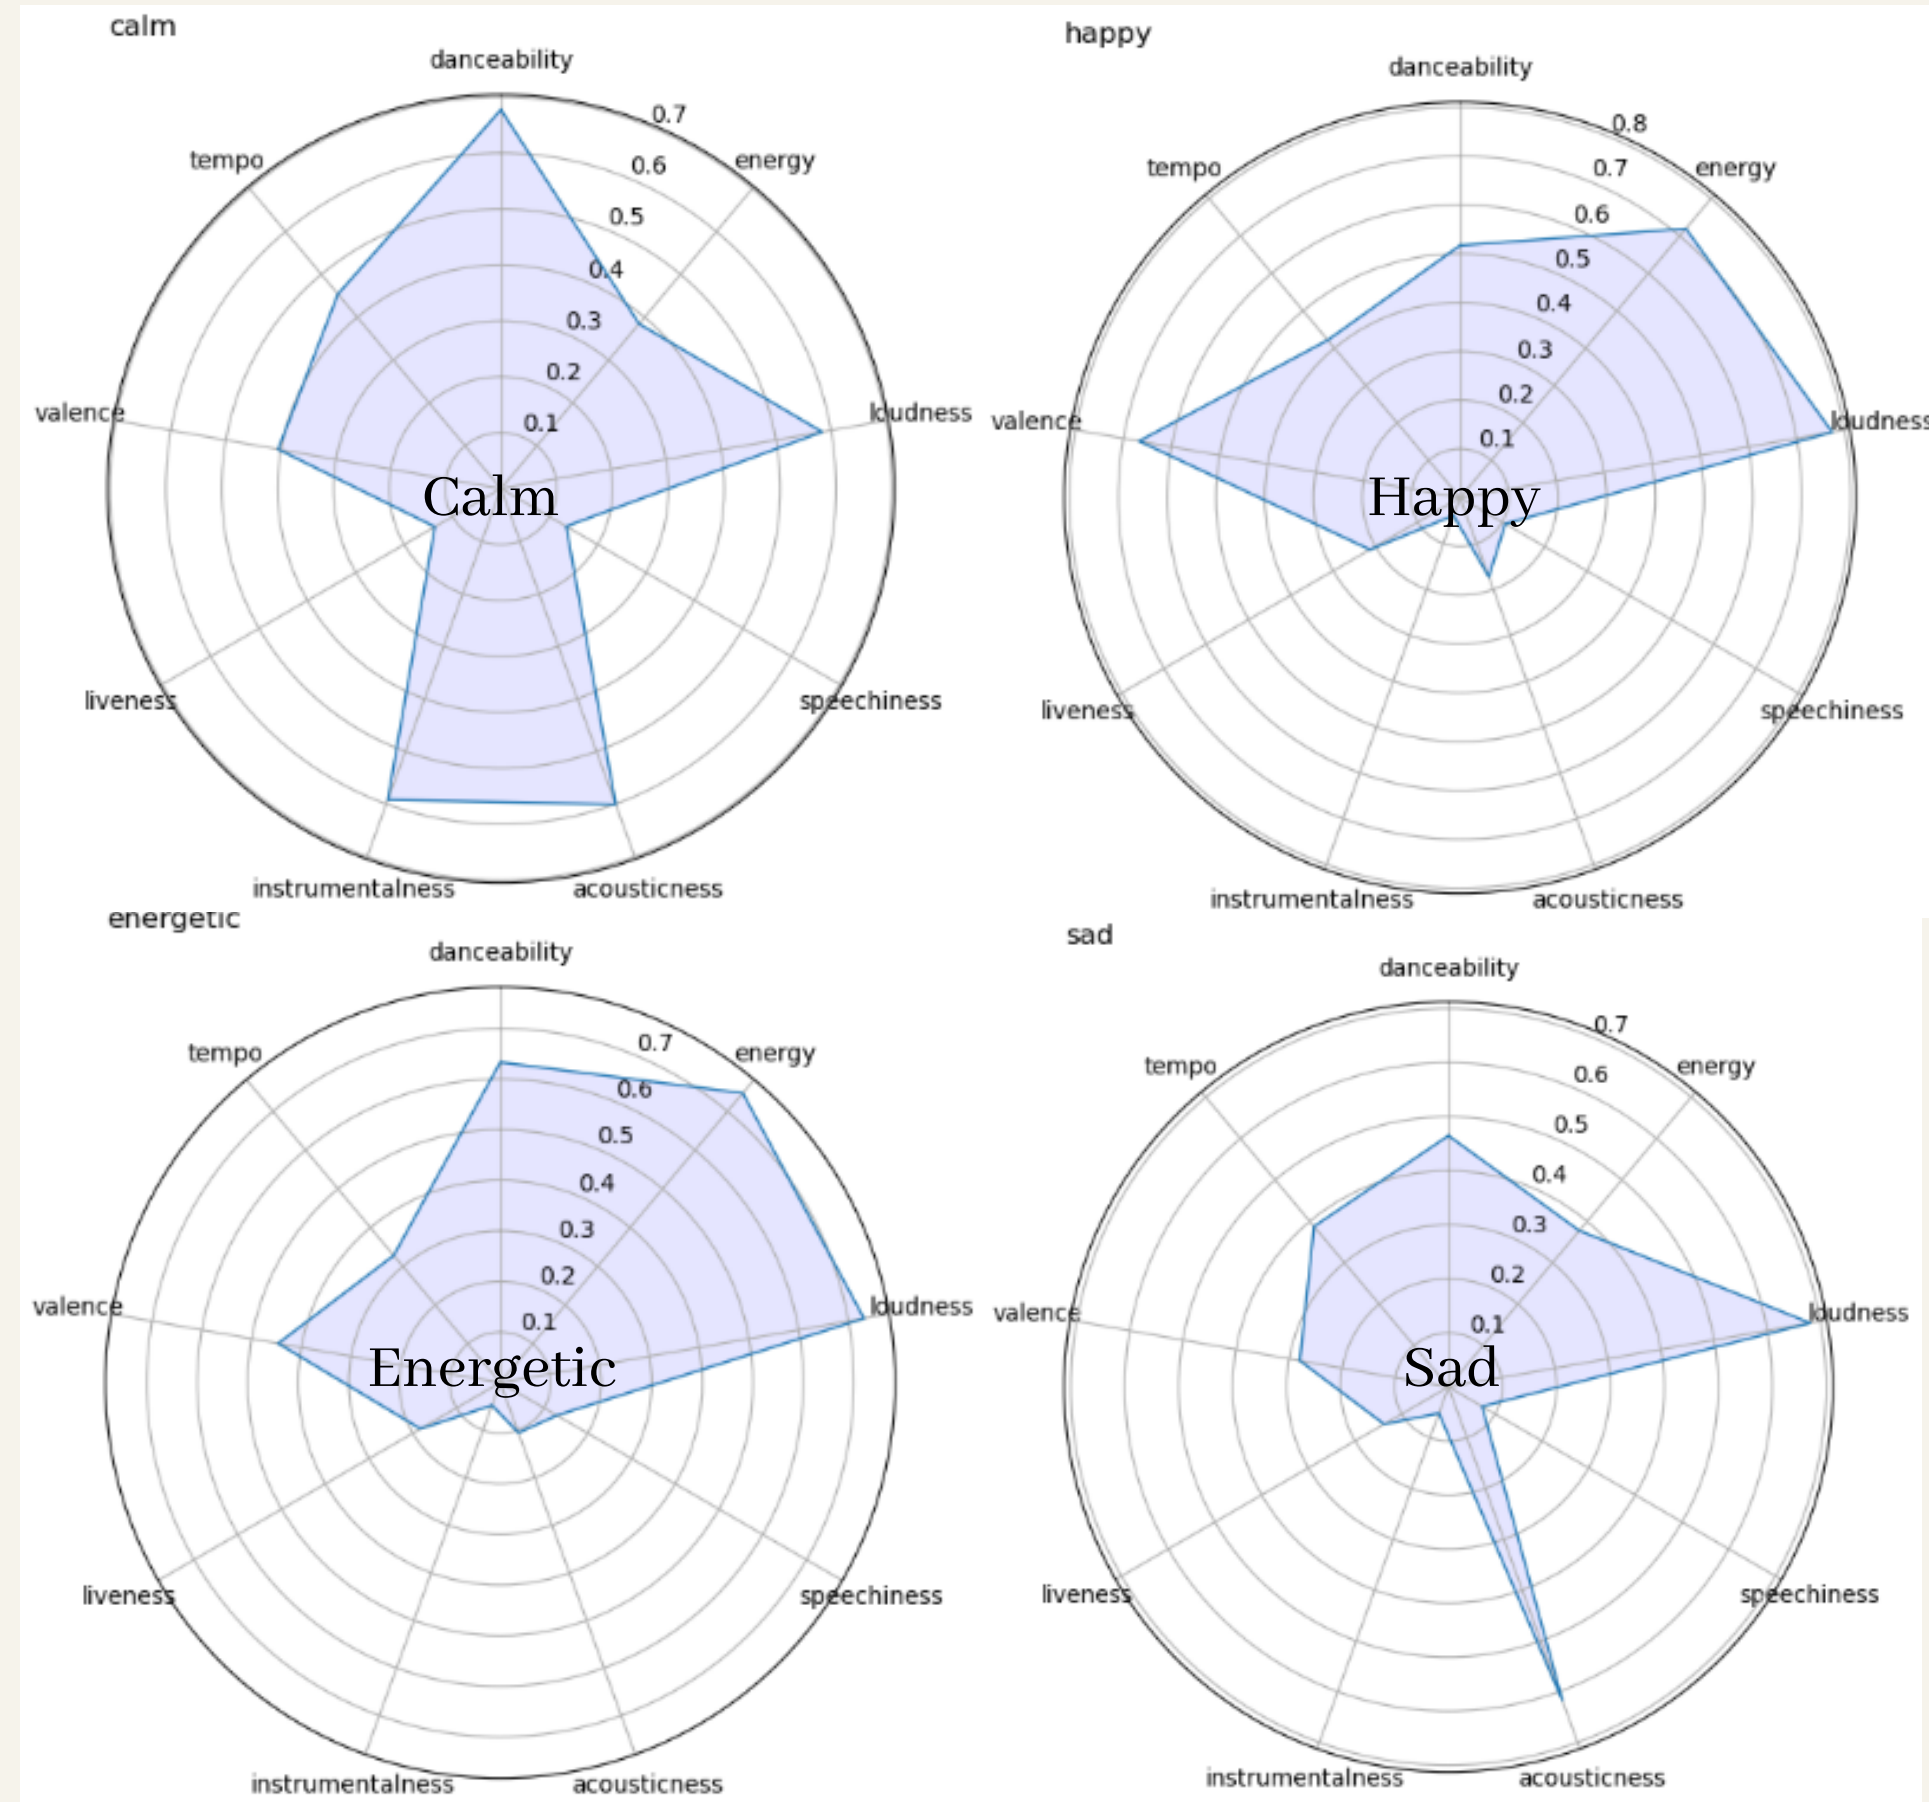 calm
danceability
0.7
tempo
0.6
energy
0.5
0.4
0.3
0.2
valence
0.1
loudness
Calm
liveness
speechiness
instrumentalness
acousticness
happy
danceability
0.8
tempo
0.7
energy
0.6
0.5
0.4
0.3
0.2
valence
0.1
loudness
Happy
liveness
speechiness
instrumentalness
acousticness
energetic
danceability
0.7
tempo
energy
0.6
0.5
0.4
0.3
0.2
valence
0.1
loudness
Energetic
liveness
speechiness
instrumentalness
acousticness
sad
danceability
0.7
tempo
0.6
energy
0.5
0.4
0.3
0.2
valence
0.1
loudness
Sad
liveness
speechiness
instrumentalness
acousticness